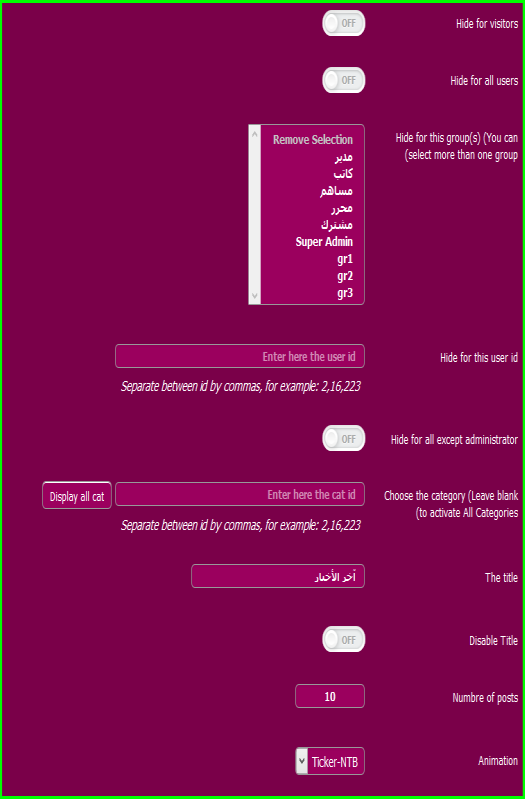 Hide for visitors
OFF
Hide for all users
OFF
Hide for this group(s) (You can
(select more than one group
Remove Selection
مدير
كاتب
مساهم
محرر
مشترك
Super Admin
gr1
gr2
gr3
Hide for this user id
Enter here the user id
Separate between id by commas, for example: 2,16,223
Hide for all except administrator
OFF
Choose the category (Leave blank
(to activate All Categories
Enter here the cat id
Display all cat
Separate between id by commas, for example: 2,16,223
The title
آخر الأخبار
Disable Title
OFF
Numbre of posts
10
Animation
Ticker-NTB